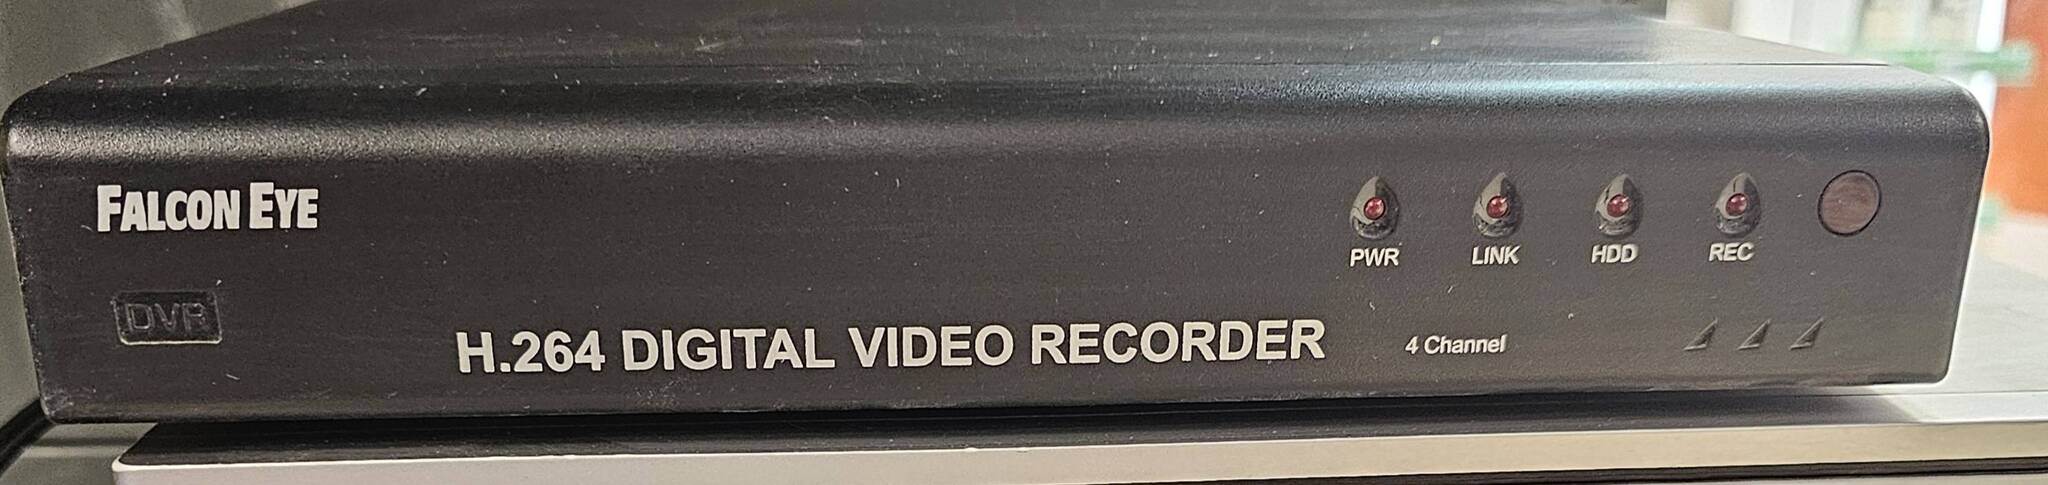 FALCON EYE
PWR LINK HDD REC
DVR
H.264 DIGITAL VIDEO RECORDER 4 Channel